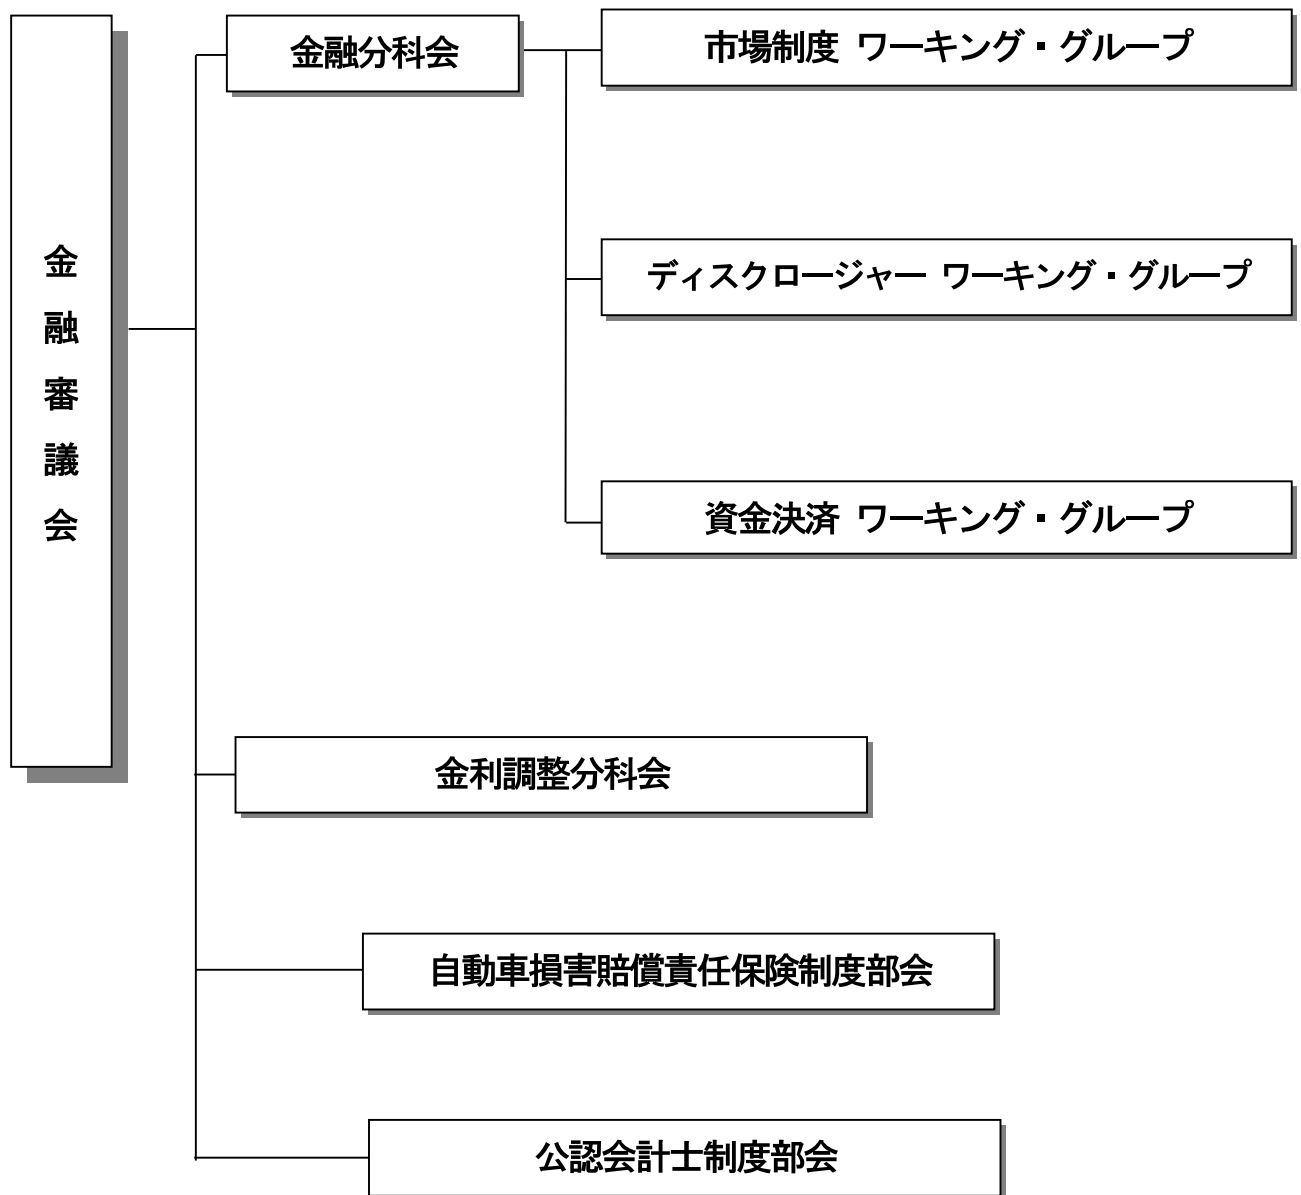 金融審議会
金融分科会
市場制度 ワーキング・グループ
ディスクロージャー ワーキング・グループ
資金決済 ワーキング・グループ
金利調整分科会
自動車損害賠償責任保険制度部会
公認会計士制度部会